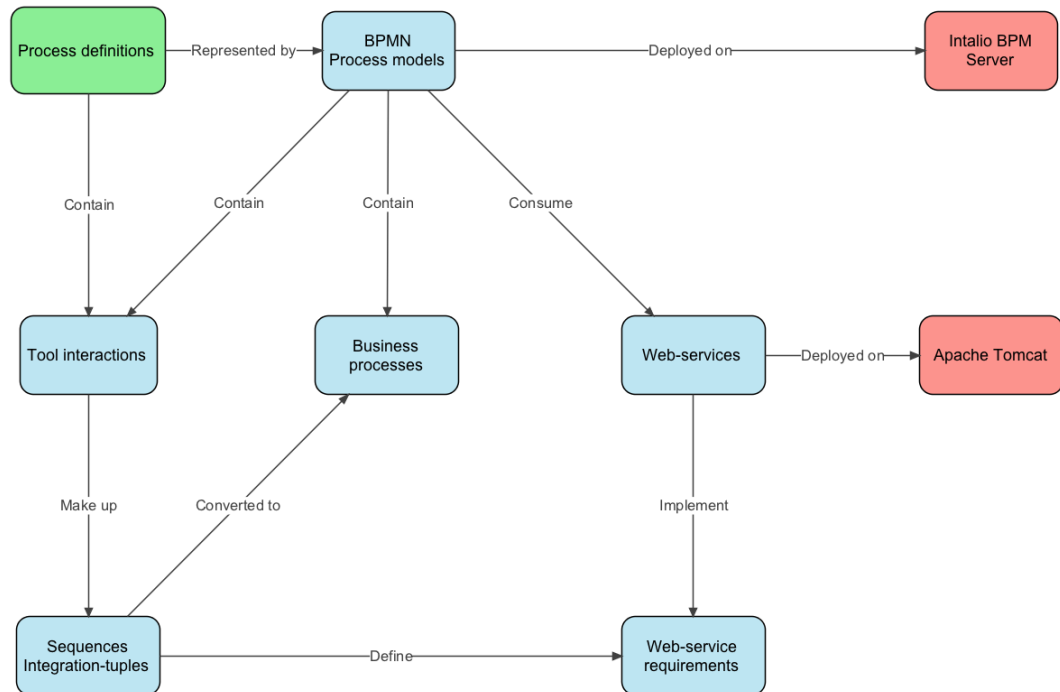 Process definitions
Represented by
BPMN
Process models
Deployed on
Intalio BPM
Server
Contain
Contain
Contain
Consume
Tool interactions
Business
processes
Web-services
Deployed on
Apache Tomcat
Make up
Converted to
Implement
Sequences
Integration-tuples
Define
Web-service
requirements